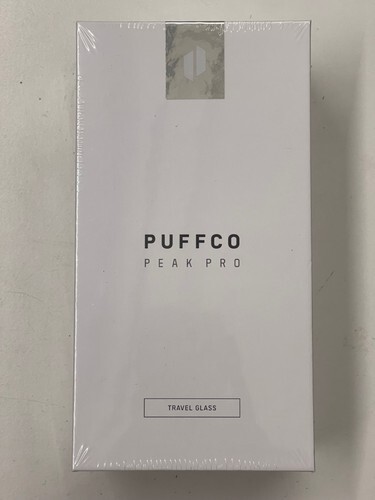 PUFFCO
PEAK PRO
TRAVEL GLASS